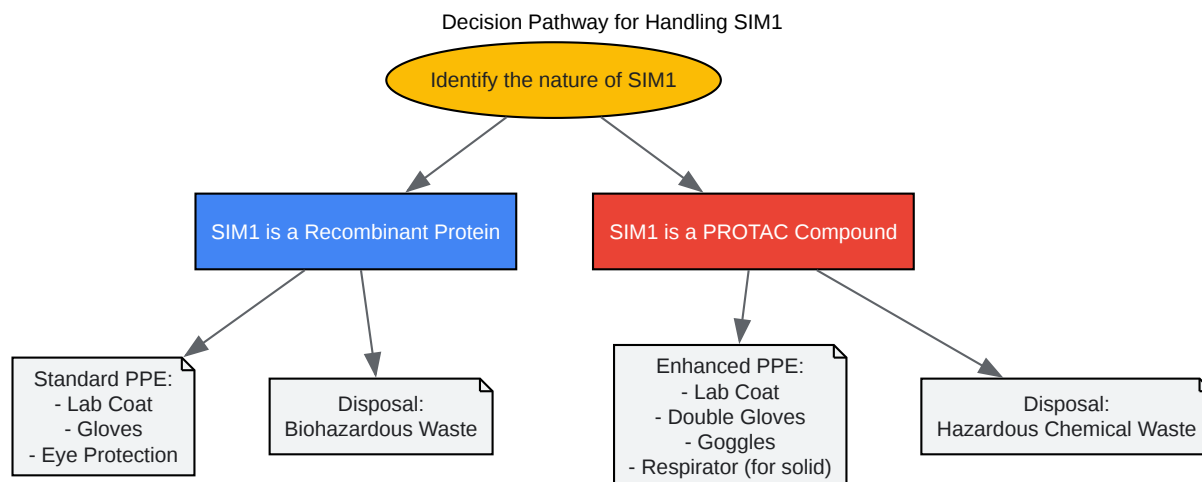 Decision Pathway for Handling SIM1
Identify the nature of SIM1
SIM1 is a Recombinant Protein
SIM1 is a PROTAC Compound
Standard PPE:
- Lab Coat
- Gloves
- Eye Protection
Disposal:
Biohazardous Waste
Enhanced PPE:
- Lab Coat
- Double Gloves
- Goggles
- Respirator (for solid)
Disposal:
Hazardous Chemical Waste